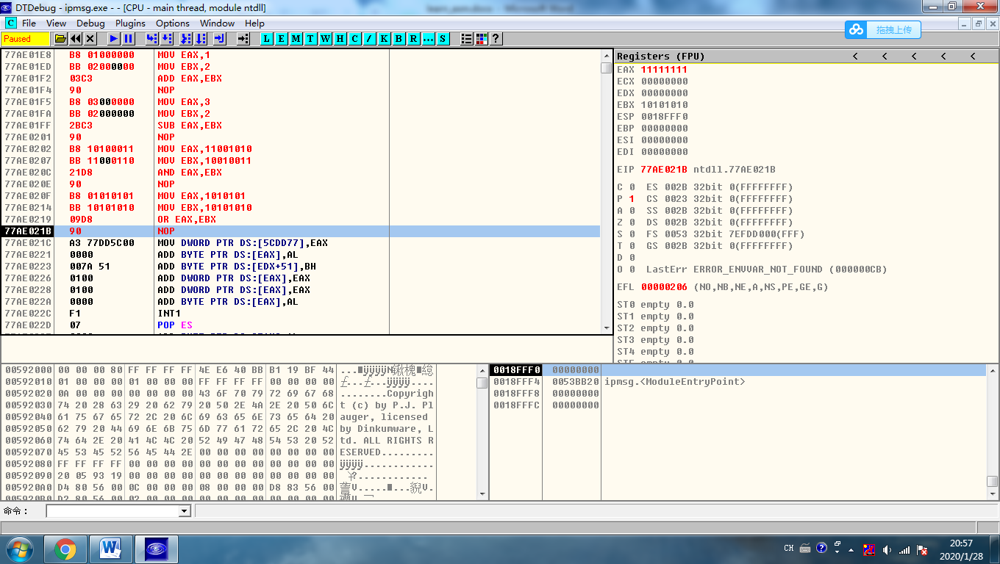 DTDebug - ipmsg.exe - - [CPU - main thread, module ntdll]
C File View Debug Plugins Options Window Help
拖拽上传
Paused
L E M T W H C / K B R ... S ?
77AE01E8 B8 01000000 MOV EAX,1
77AE01ED BB 02000000 MOV EBX,2
77AE01F2 03C3 ADD EAX,EBX
77AE01F4 90 NOP
77AE01F5 B8 03000000 MOV EAX,3
77AE01FA BB 02000000 MOV EBX,2
77AE01FF 2BC3 SUB EAX,EBX
77AE0201 90 NOP
77AE0202 B8 10100011 MOV EAX,11001010
77AE0207 BB 11000110 MOV EBX,10010011
77AE020C 21D8 AND EAX,EBX
77AE020E 90 NOP
77AE020F B8 01010101 MOV EAX,1010101
77AE0214 BB 10101010 MOV EBX,10101010
77AE0219 09D8 OR EAX,EBX
77AE021B 90 NOP
77AE021C A3 77DD5C00 MOV DWORD PTR DS:[5CDD77],EAX
77AE0221 0000 ADD BYTE PTR DS:[EAX],AL
77AE0223 007A 51 ADD BYTE PTR DS:[EDX+51],BH
77AE0226 0100 ADD DWORD PTR DS:[EAX],EAX
77AE0228 0100 ADD DWORD PTR DS:[EAX],EAX
77AE022A 0000 ADD BYTE PTR DS:[EAX],AL
77AE022C F1 INT1
77AE022D 07 POP ES
Registers (FPU) < < < < <
EAX 11111111
ECX 00000000
EDX 00000000
EBX 10101010
ESP 0018FFF0
EBP 00000000
ESI 00000000
EDI 00000000
EIP 77AE021B ntdll.77AE021B
C 0 ES 002B 32bit 0(FFFFFFFF)
P 1 CS 0023 32bit 0(FFFFFFFF)
A 0 SS 002B 32bit 0(FFFFFFFF)
Z 0 DS 002B 32bit 0(FFFFFFFF)
S 0 FS 0053 32bit 7EFDD000(FFF)
T 0 GS 002B 32bit 0(FFFFFFFF)
D 0
O 0 LastErr ERROR_ENVVAR_NOT_FOUND (000000CB)
EFL 00000206 (NO,NB,NE,A,NS,PE,GE,G)
ST0 empty 0.0
ST1 empty 0.0
ST2 empty 0.0
ST3 empty 0.0
ST4 empty 0.0
00592000 00 00 00 80 FF FF FF FF 4E E6 40 BB B1 19 BF 44
00592010 01 00 00 00 01 00 00 00 FF FF FF FF 00 00 00 00
00592020 0A 00 00 00 00 00 00 00 43 6F 70 79 72 69 67 68 ........Copyrigh
00592030 74 20 28 63 29 20 62 79 20 50 2E 4A 2E 20 50 6C t (c) by P.J. Pl
00592040 61 75 67 65 72 2C 20 6C 69 63 65 6E 73 65 64 20 auger, licensed
00592050 62 79 20 44 69 6E 6B 75 6D 77 61 72 65 2C 20 4C by Dinkumware, L
00592060 74 64 2E 20 41 4C 4C 20 52 49 47 48 54 53 20 52 td. ALL RIGHTS R
00592070 45 53 45 52 56 45 44 2E 00 00 00 00 00 00 00 00 ESERVED.........
00592080 FF FF FF FF 00 00 00 00 00 00 00 00 00 00 00 00 ÿÿÿÿ............
00592090 20 05 93 19 00 00 00 00 00 00 00 00 00 00 00 00
005920A0 D4 80 56 00 0C 00 00 00 08 00 00 00 D8 83 56 00
005920B0 D2 80 56 00 02 00 00 00 00 00 00 00 00 00 00 00
0018FFF0 00000000
0018FFF4 0053BB20 ipmsg.<ModuleEntryPoint>
0018FFF8 00000000
0018FFFC 00000000
命令：
CH
20:57
2020/1/28